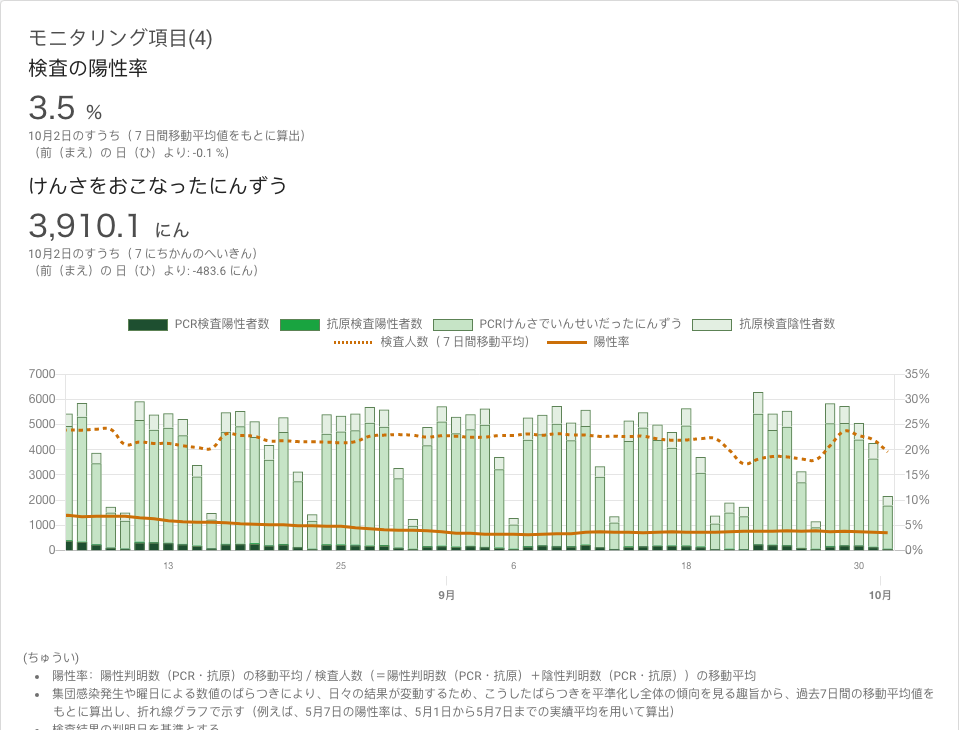 モニタリング項目(4)
検査の陽性率
3.5 %
10月2日のすうち（７日間移動平均値をもとに算出）
（前（まえ）の 日（ひ）より: -0.1 %）
けんさをおこなったにんずう
3,910.1 にん
10月2日のすうち（７にちかんのへいきん）
（前（まえ）の 日（ひ）より: -483.6 にん）
PCR検査陽性者数 抗原検査陽性者数 PCRけんさでいんせいだったにんずう 抗原検査陰性者数
検査人数（７日間移動平均） 陽性率
7000 35%
6000 30%
5000 25%
4000 20%
3000 15%
2000 10%
1000 5%
0 0%
13 25 6 18 30
9月 10月
(ちゅうい)
• 陽性率：陽性判明数（PCR・抗原）の移動平均 / 検査人数（＝陽性判明数（PCR・抗原）＋陰性判明数（PCR・抗原））の移動平均
• 集団感染発生や曜日による数値のばらつきにより、日々の結果が変動するため、こうしたばらつきを平準化し全体の傾向を見る趣旨から、過去7日間の移動平均値を
もとに算出し、折れ線グラフで示す（例えば、5月7日の陽性率は、5月1日から5月7日までの実績平均を用いて算出）
• 検査結果の判明日を基準とする